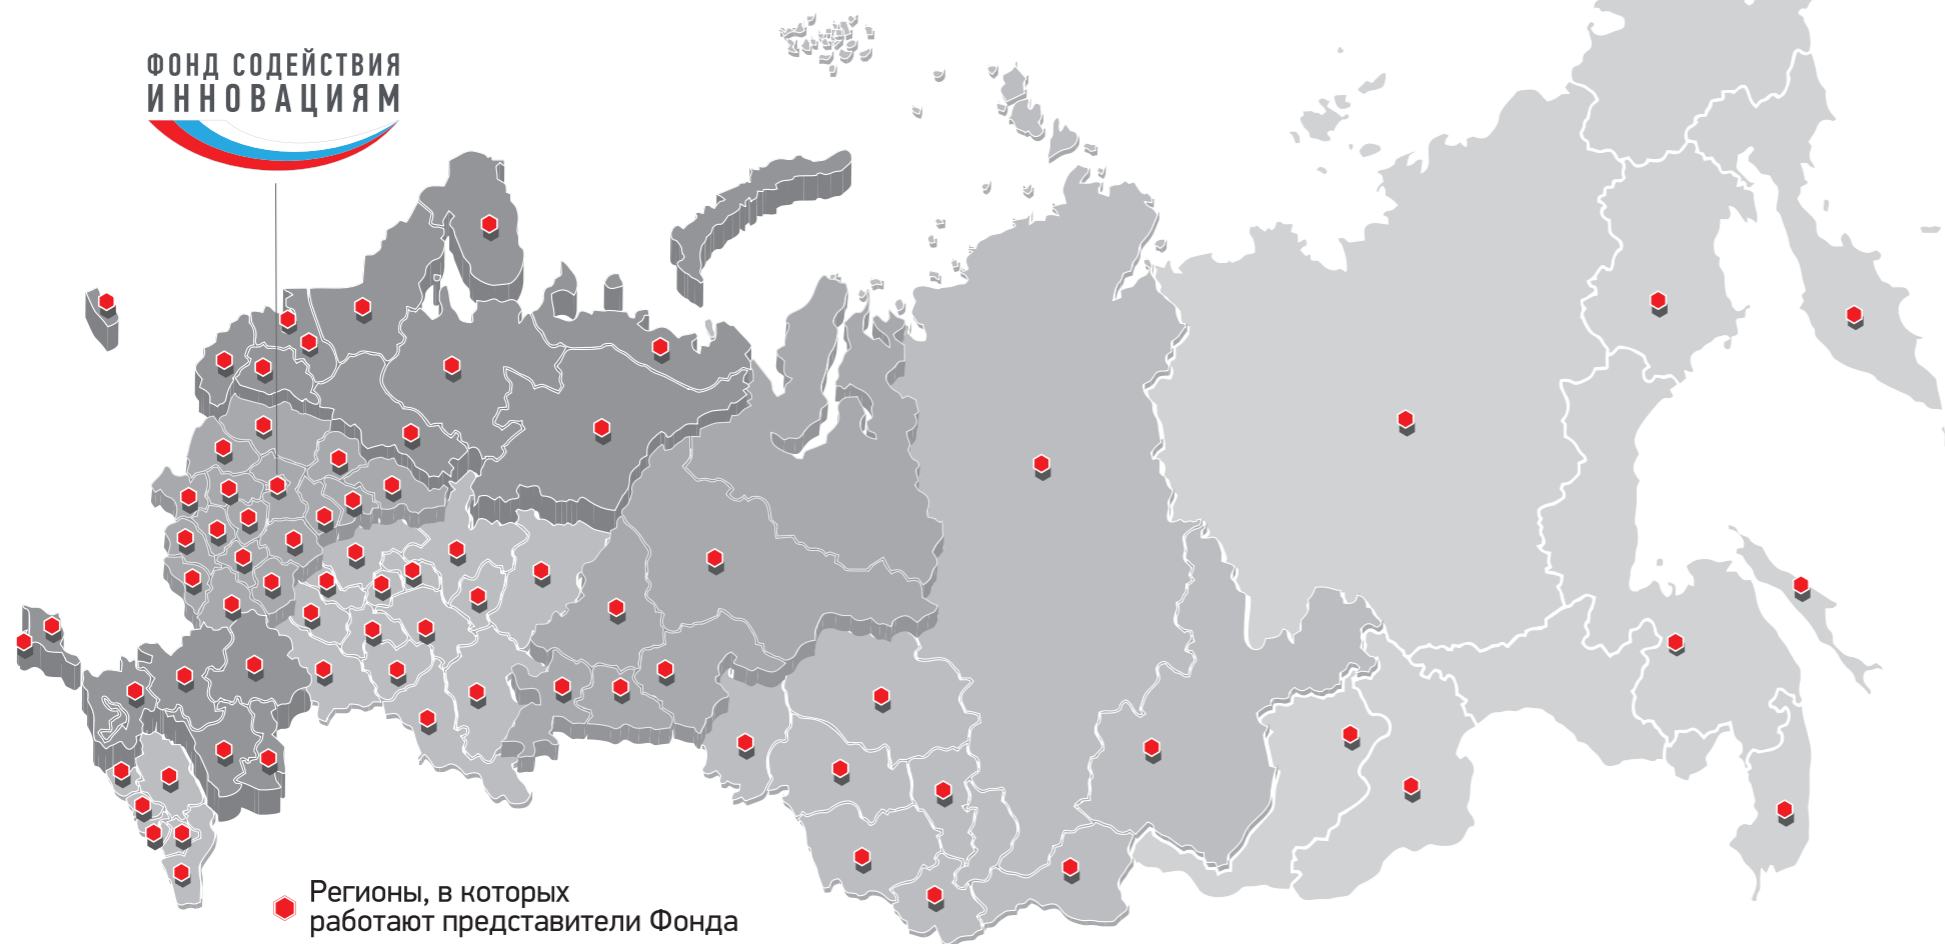 ФОНД СОДЕЙСТВИЯ
ИННОВАЦИЯМ
Регионы, в которых
работают представители Фонда